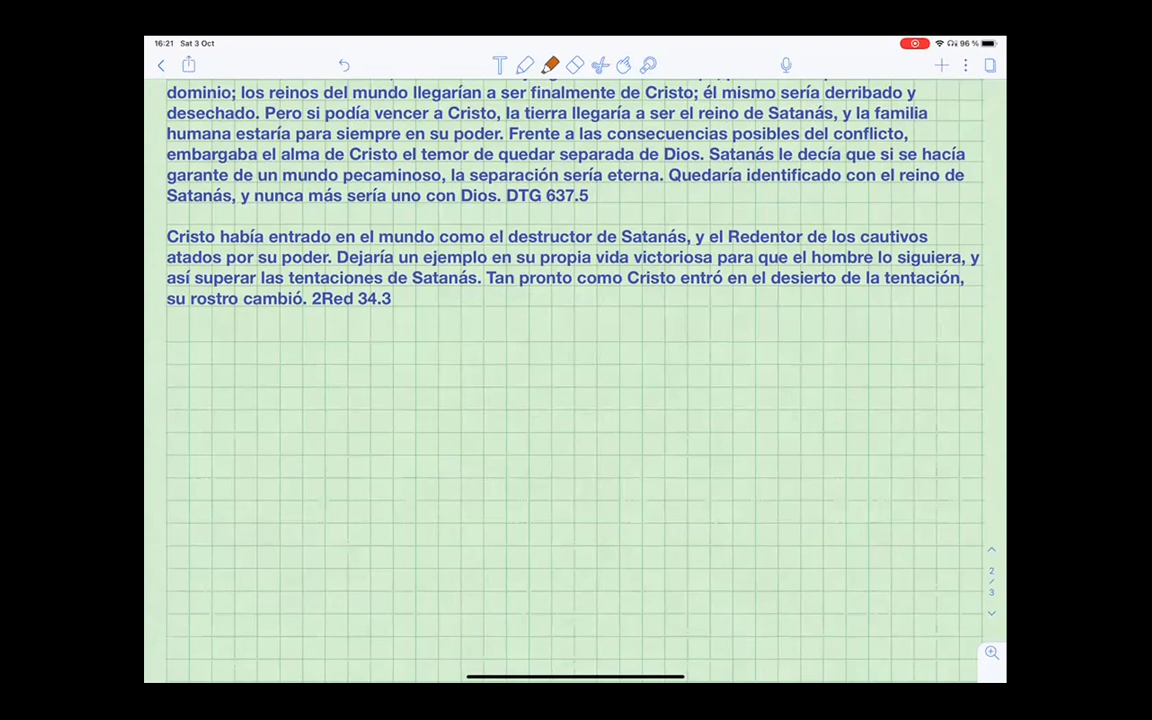 16:21 Sat 3 Oct
96 %
dominio; los reinos del mundo llegarían a ser finalmente de Cristo; él mismo sería derribado y
desechado. Pero si podía vencer a Cristo, la tierra llegaría a ser el reino de Satanás, y la familia
humana estaría para siempre en su poder. Frente a las consecuencias posibles del conflicto,
embargaba el alma de Cristo el temor de quedar separada de Dios. Satanás le decía que si se hacía
garante de un mundo pecaminoso, la separación sería eterna. Quedaría identificado con el reino de
Satanás, y nunca más sería uno con Dios. DTG 637.5
Cristo había entrado en el mundo como el destructor de Satanás, y el Redentor de los cautivos
atados por su poder. Dejaría un ejemplo en su propia vida victoriosa para que el hombre lo siguiera, y
así superar las tentaciones de Satanás. Tan pronto como Cristo entró en el desierto de la tentación,
su rostro cambió. 2Red 34.3
2
/
3